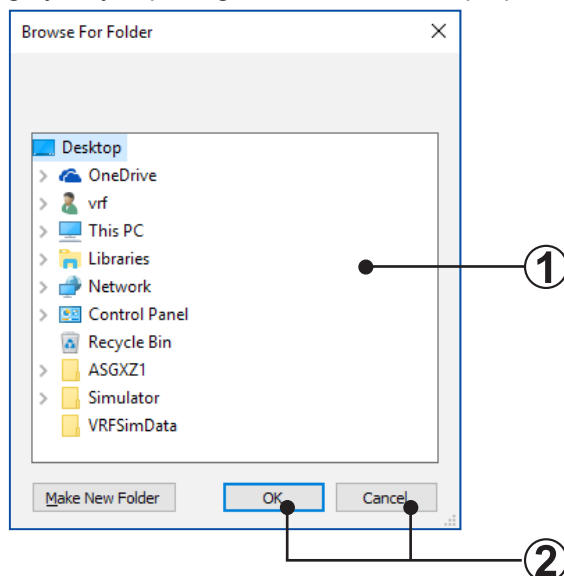 Browse For Folder
Desktop
OneDrive
vrf
This PC
Libraries
Network
Control Panel
Recycle Bin
ASGXZ1
Simulator
VRFSimData
Make New Folder OK Cancel
1
2